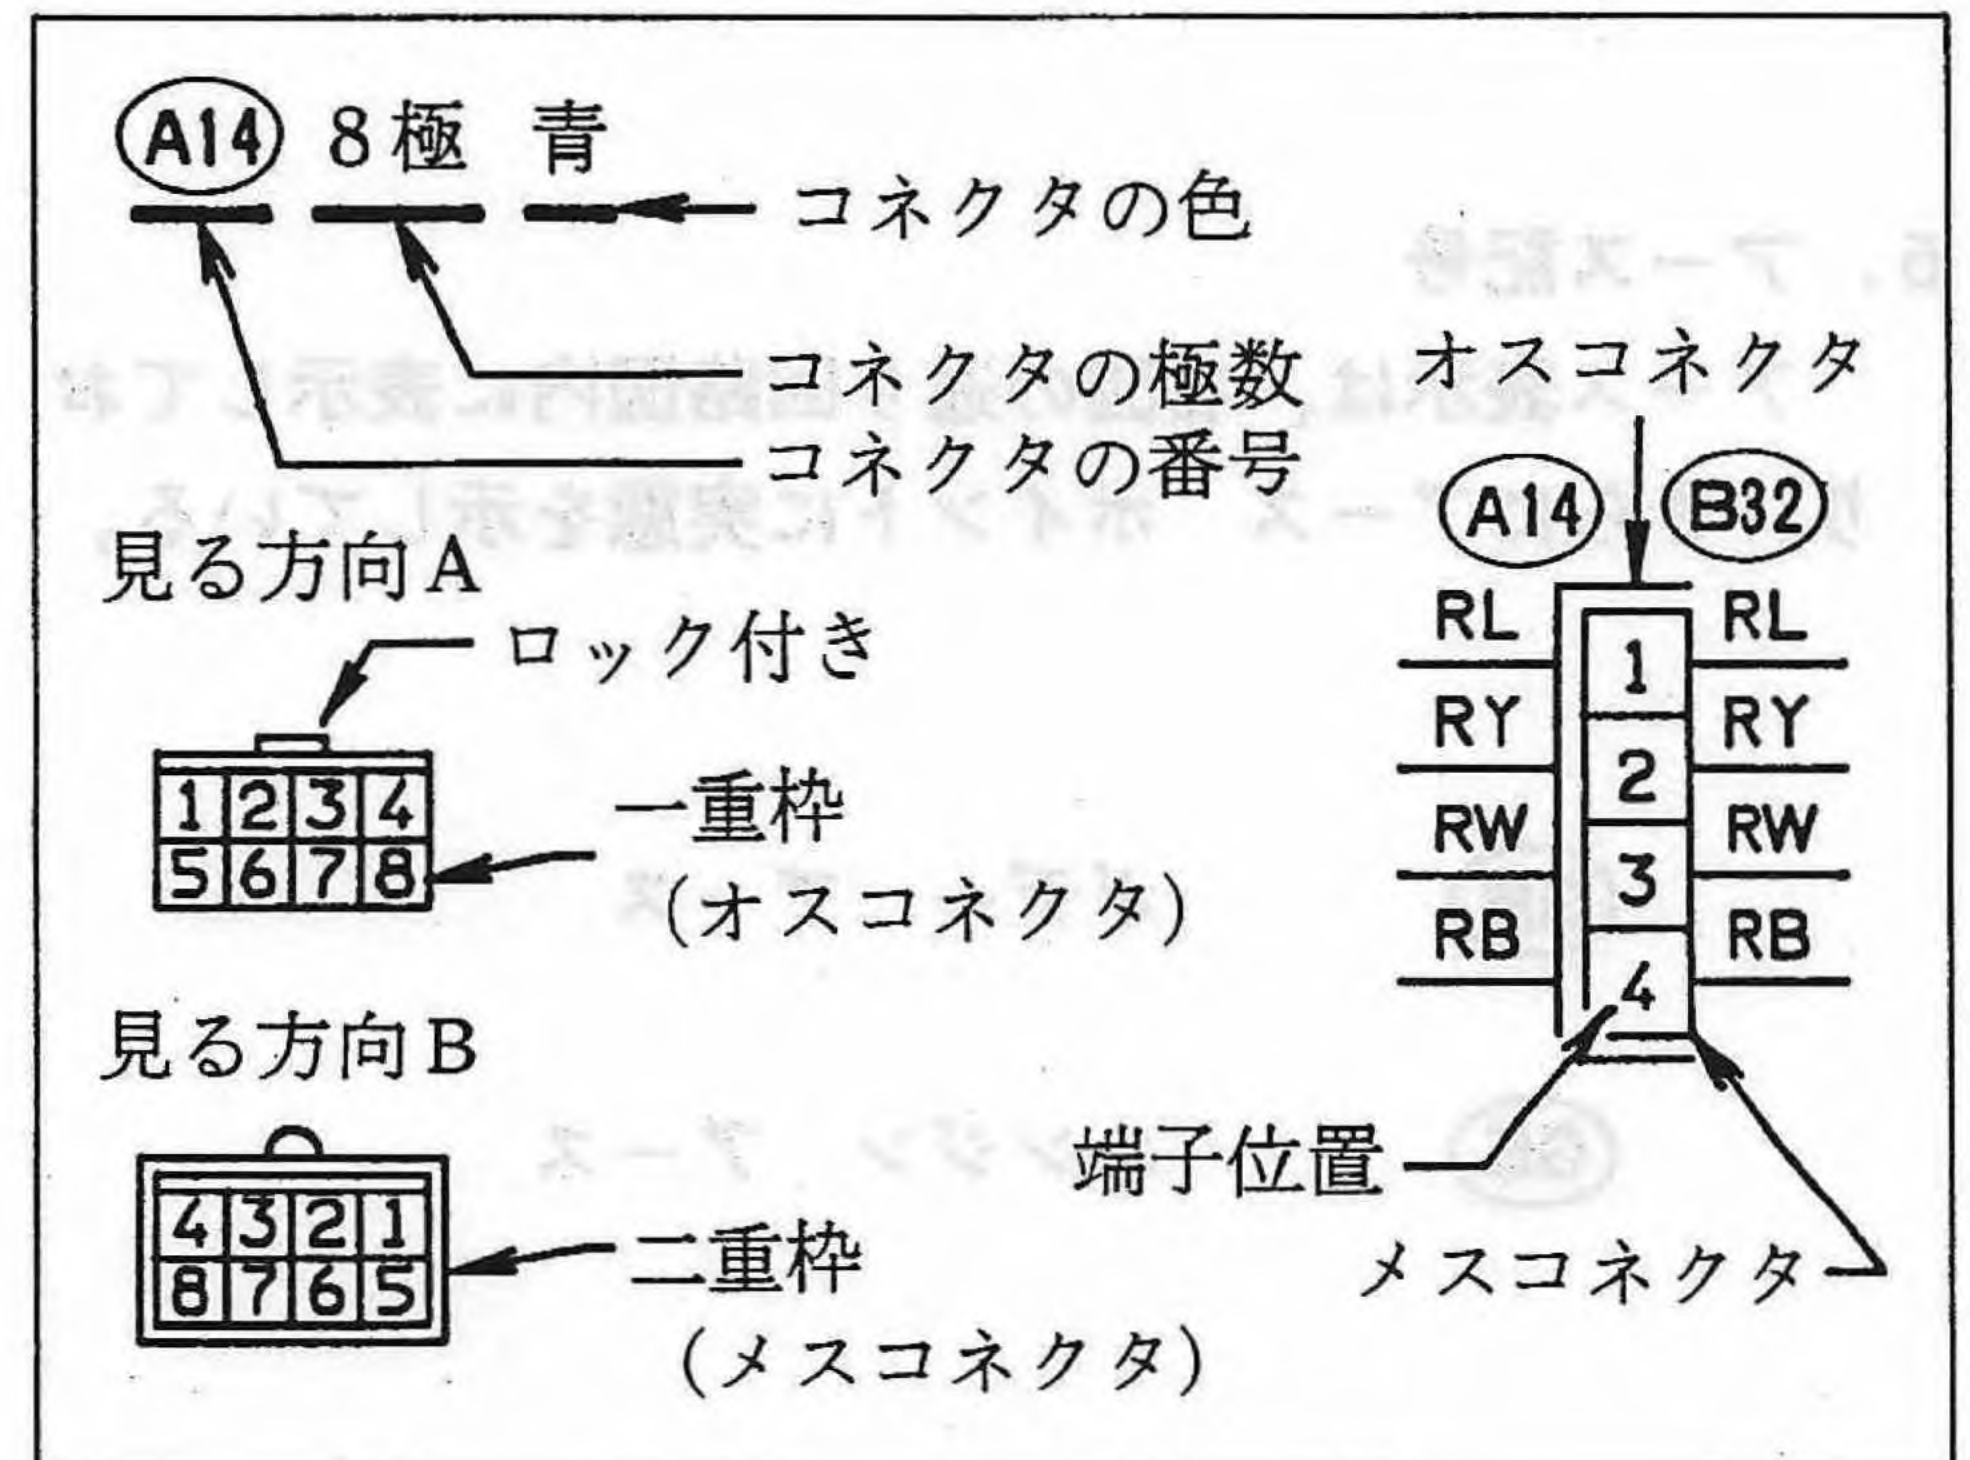 A14 8極 青
コネクタの色
コネクタの極数
コネクタの番号
見る方向A
ロック付き
1 2 3 4
5 6 7 8
一重枠
(オスコネクタ)
見る方向B
4 3 2 1
8 7 6 5
二重枠
(メスコネクタ)
オスコネクタ
A14 B32
RL 1 RL
RY 2 RY
RW 3 RW
RB 4 RB
端子位置
メスコネクタ